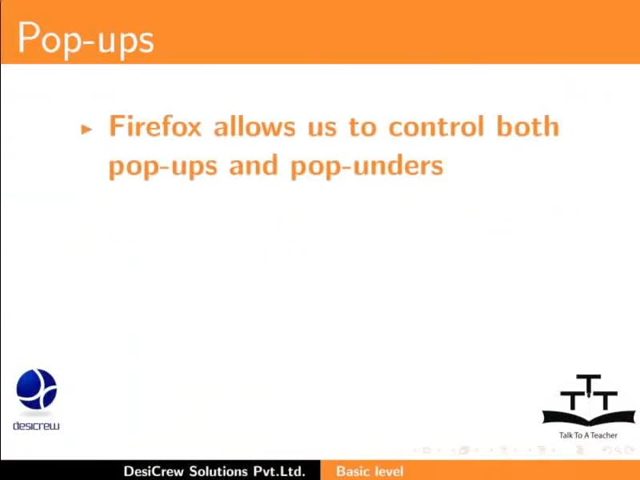 Pop-ups
Firefox allows us to control both
pop-ups and pop-unders
desicrew
TTT
Talk To A Teacher
DesiCrew Solutions Pvt.Ltd. Basic level